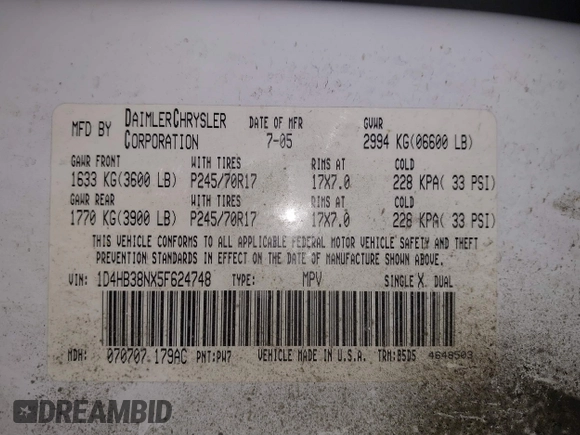 MFD BY DAIMLERCHRYSLER CORPORATION DATE OF MFR 7-05 GVWR 2994 KG(06600 LB)
GAWR FRONT WITH TIRES RIMS AT COLD
1633 KG(3600 LB) P245/70R17 17X7.0 228 KPA( 33 PSI)
GAWR REAR WITH TIRES RIMS AT COLD
1770 KG(3900 LB) P245/70R17 17X7.0 228 KPA( 33 PSI)
THIS VEHICLE CONFORMS TO ALL APPLICABLE FEDERAL MOTOR VEHICLE SAFETY AND THEFT
PREVENTION STANDARDS IN EFFECT ON THE DATE OF MANUFACTURE SHOWN ABOVE.
VIN: 1D4HB38NX5F624748 TYPE: MPV SINGLE X DUAL
MDH: 070707 179AC PNT:PW7 VEHICLE MADE IN U.S.A. TRM:B5D5 4648503
DREAMBID